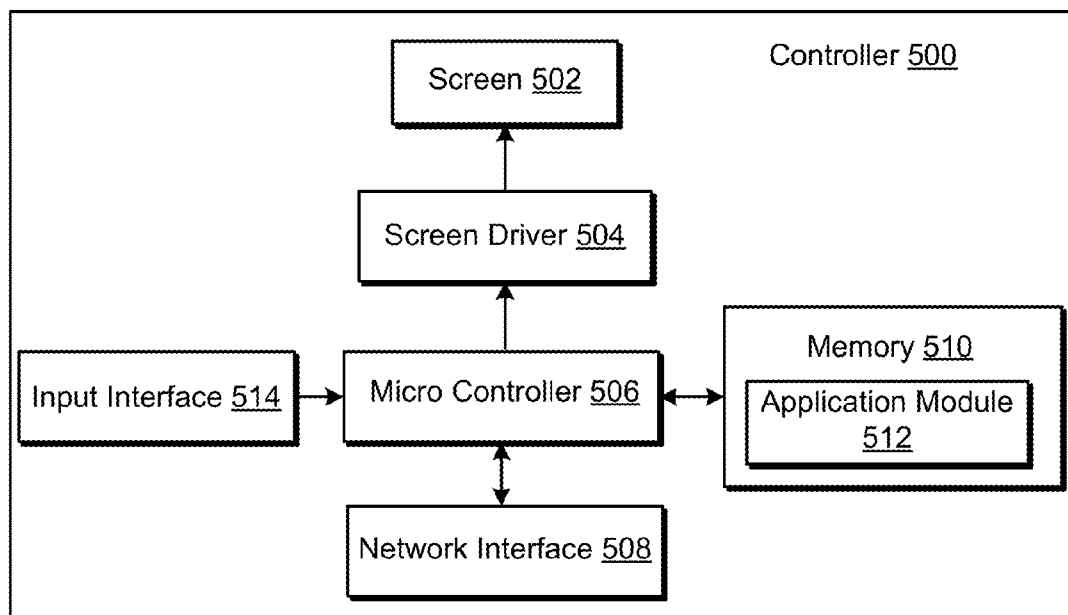 Controller 500
Screen 502
Screen Driver 504
Input Interface 514
Micro Controller 506
Memory 510
Application Module
512
Network Interface 508